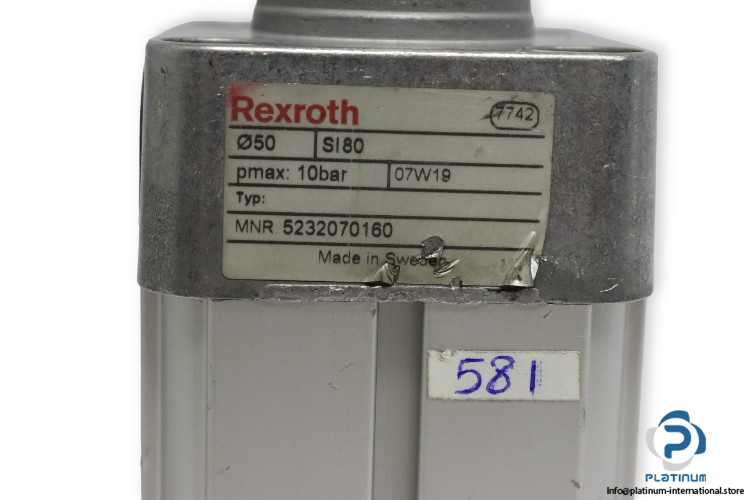 Rexroth
7742
Ø50 SI80
pmax: 10bar 07W19
Typ:
MNR 5232070160
Made in Sweden
581
PLATINUM
Info@platinum-international.store